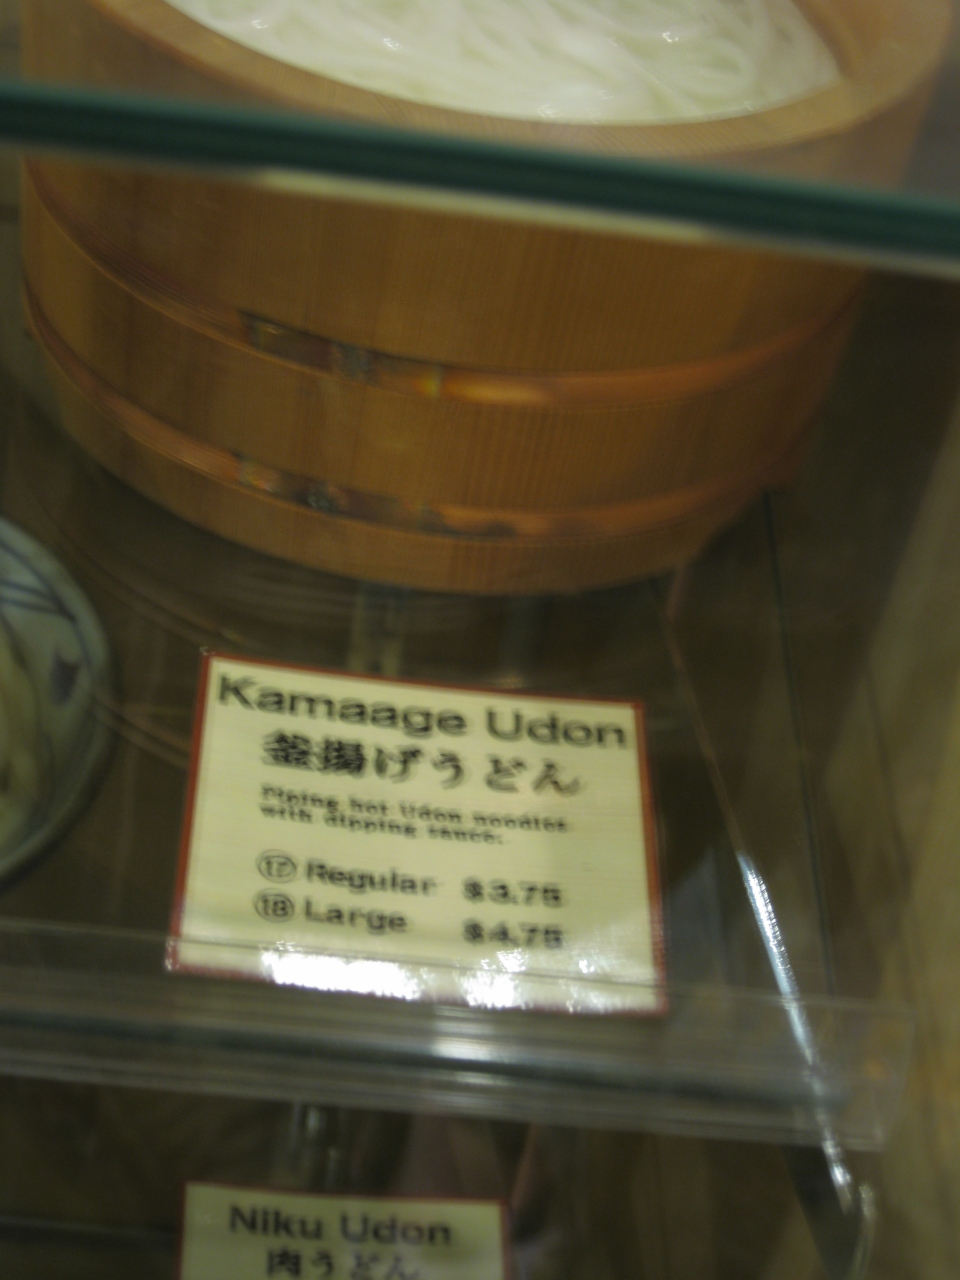 Kamaage Udon
釜揚げうどん
Piping hot Udon noodles
with dipping sauce.
⑰ Regular $3.75
⑱ Large $4.75
Niku Udon
肉うどん